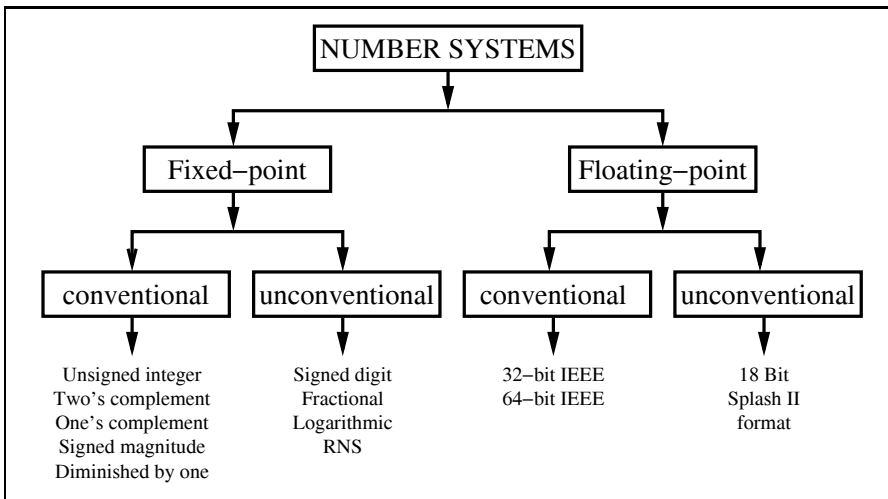 NUMBER SYSTEMS
Fixed−point
Floating−point
conventional
unconventional
conventional
unconventional
Unsigned integer
Two's complement
One's complement
Signed magnitude
Diminished by one
Signed digit
Fractional
Logarithmic
RNS
32−bit IEEE
64−bit IEEE
18 Bit
Splash II
format